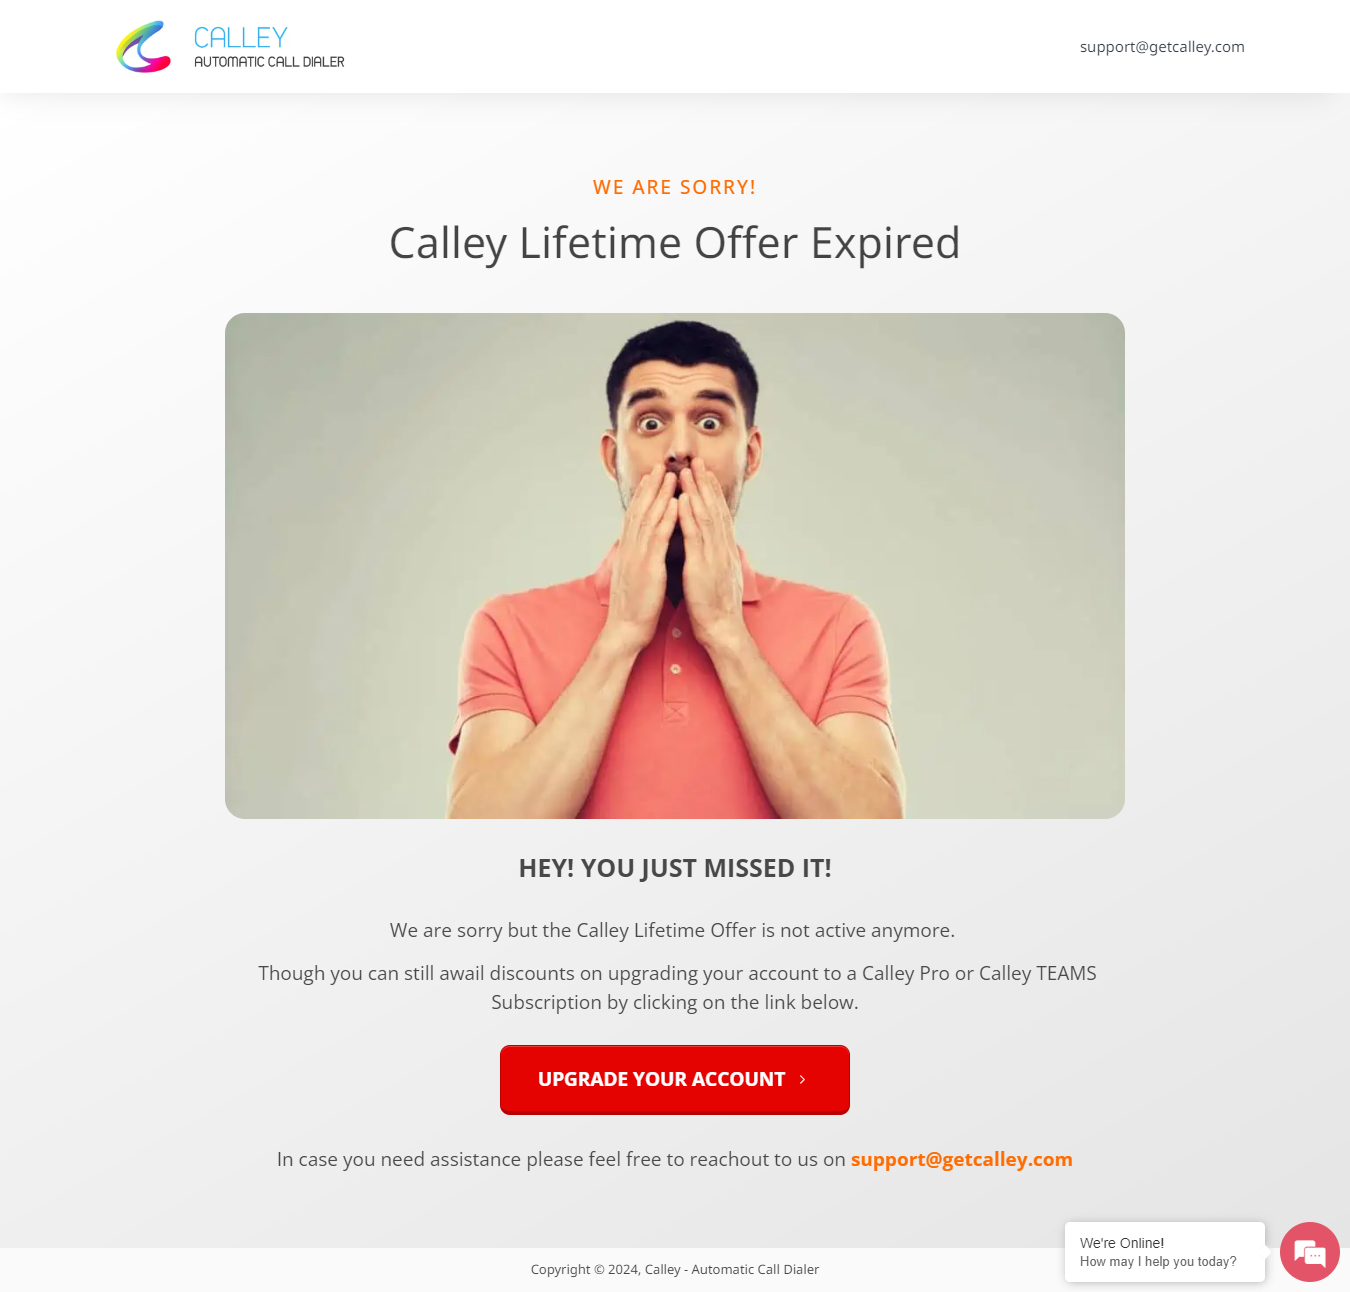 CALLEY
AUTOMATIC CALL DIALER
support@getcalley.com
WE ARE SORRY!
Calley Lifetime Offer Expired
HEY! YOU JUST MISSED IT!
We are sorry but the Calley Lifetime Offer is not active anymore.
Though you can still awail discounts on upgrading your account to a Calley Pro or Calley TEAMS
Subscription by clicking on the link below.
UPGRADE YOUR ACCOUNT
In case you need assistance please feel free to reachout to us on support@getcalley.com
We're Online!
How may I help you today?
Copyright © 2024, Calley - Automatic Call Dialer